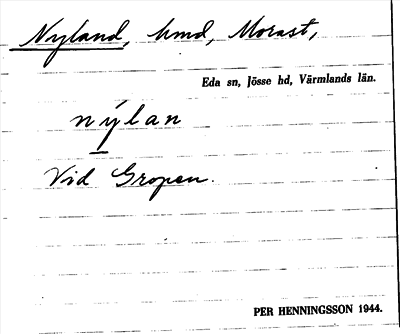 Nyland, hmd, Morast,
Eda sn, Jösse hd, Värmlands län.
nýlan
Vid Gropen.
PER HENNINGSSON 1944.